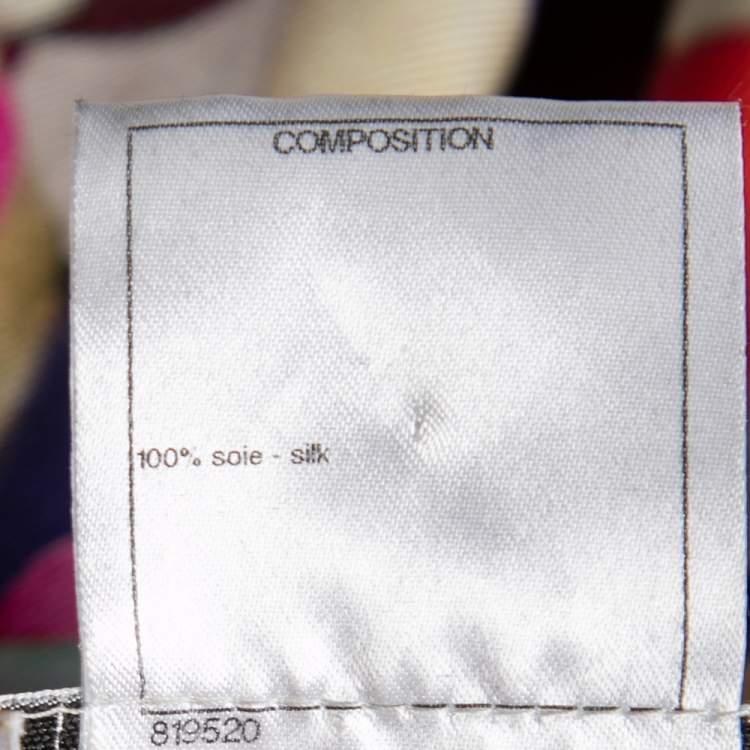 COMPOSITION
100% soie - silk
819520